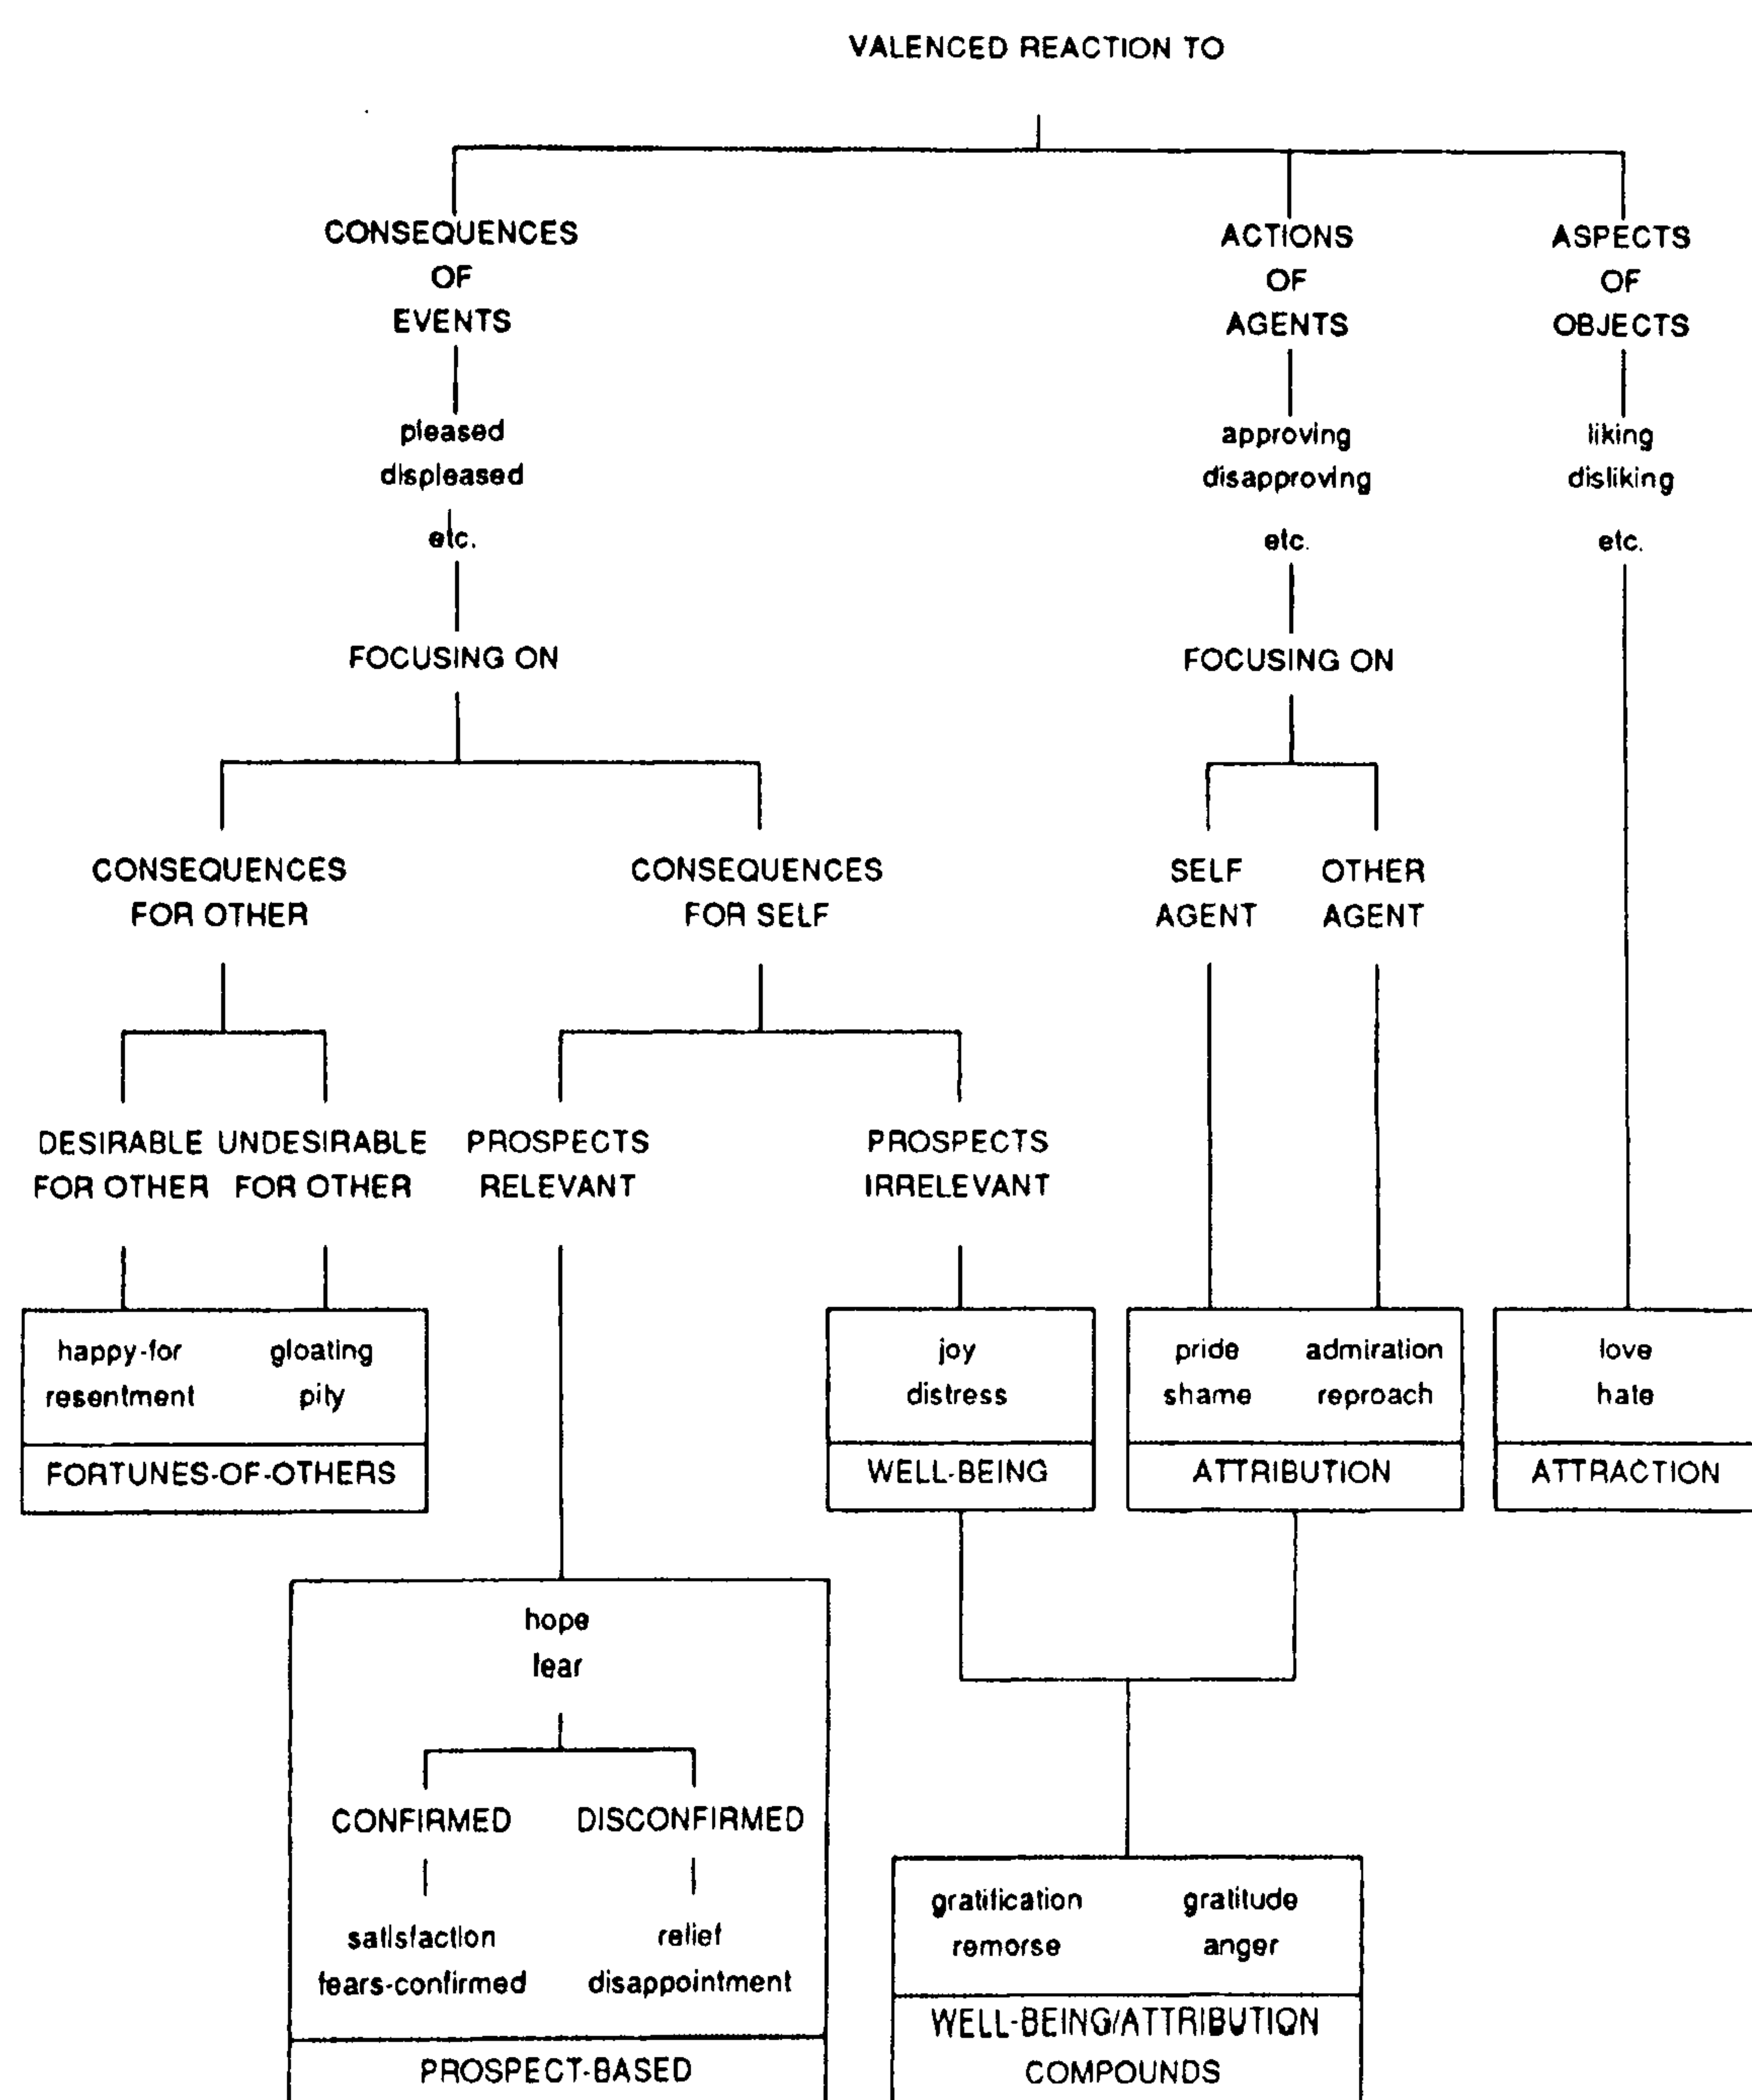 VALENCED REACTION TO
CONSEQUENCES
OF
EVENTS
pleased
displeased
etc.
FOCUSING ON
ACTIONS
OF
AGENTS
approving
disapproving
etc.
FOCUSING ON
ASPECTS
OF
OBJECTS
liking
disliking
etc.
CONSEQUENCES
FOR OTHER
CONSEQUENCES
FOR SELF
SELF
AGENT
OTHER
AGENT
DESIRABLE
FOR OTHER
UNDESIRABLE
FOR OTHER
PROSPECTS
RELEVANT
PROSPECTS
IRRELEVANT
happy-for
resentment
gloating
pity
FORTUNES-OF-OTHERS
joy
distress
WELL-BEING
pride
shame
admiration
reproach
ATTRIBUTION
love
hate
ATTRACTION
hope
fear
CONFIRMED
DISCONFIRMED
satisfaction
fears-confirmed
relief
disappointment
PROSPECT-BASED
gratification
remorse
gratitude
anger
WELL-BEING/ATTRIBUTION
COMPOUNDS